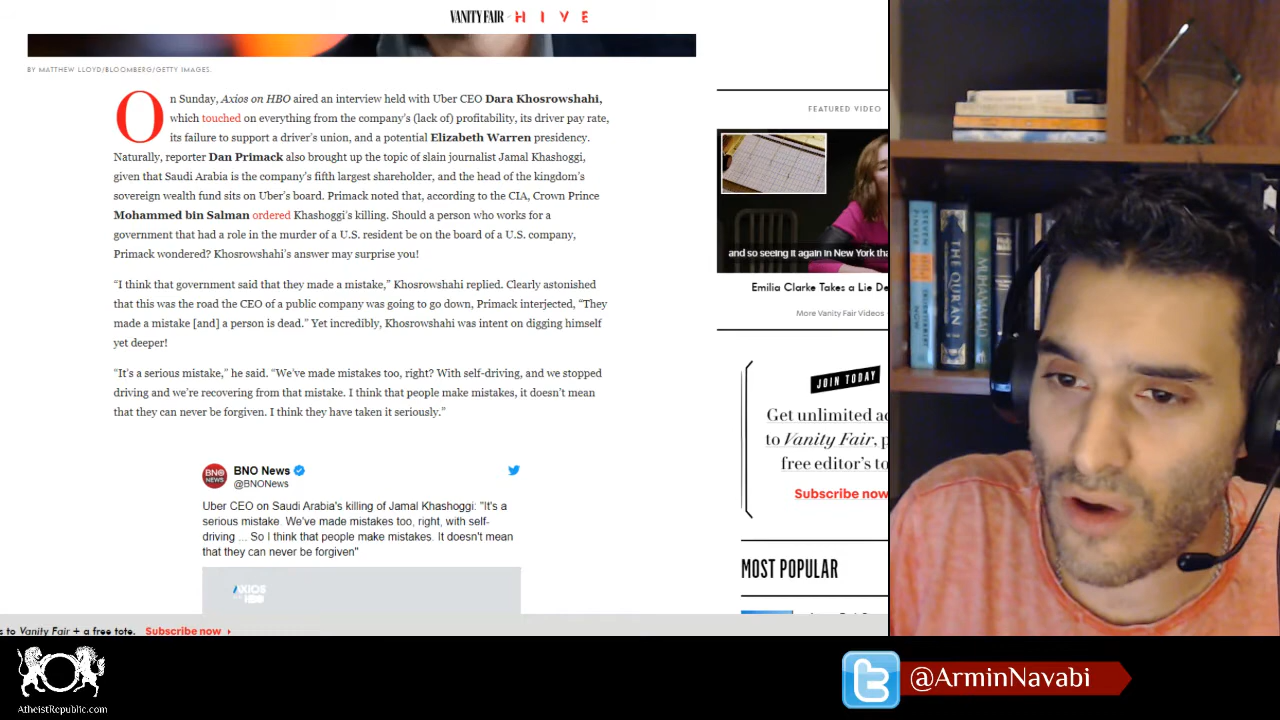 VANITY FAIR HIVE
BY MATTHEW LLOYD/BLOOMBERG/GETTY IMAGES.
On Sunday, Axios on HBO aired an interview held with Uber CEO Dara Khosrowshahi,
which touched on everything from the company's (lack of) profitability, its driver pay rate,
its failure to support a driver's union, and a potential Elizabeth Warren presidency.
Naturally, reporter Dan Primack also brought up the topic of slain journalist Jamal Khashoggi,
given that Saudi Arabia is the company's fifth largest shareholder, and the head of the kingdom's
sovereign wealth fund sits on Uber's board. Primack noted that, according to the CIA, Crown Prince
Mohammed bin Salman ordered Khashoggi's killing. Should a person who works for a
government that had a role in the murder of a U.S. resident be on the board of a U.S. company,
Primack wondered? Khosrowshahi's answer may surprise you!
“I think that government said that they made a mistake,” Khosrowshahi replied. Clearly astonished
that this was the road the CEO of a public company was going to go down, Primack interjected, “They
made a mistake [and] a person is dead.” Yet incredibly, Khosrowshahi was intent on digging himself
yet deeper!
“It's a serious mistake,” he said. “We've made mistakes too, right? With self-driving, and we stopped
driving and we're recovering from that mistake. I think that people make mistakes, it doesn't mean
that they can never be forgiven. I think they have taken it seriously.”
BNO NEWS
BNO News
@BNONews
Uber CEO on Saudi Arabia's killing of Jamal Khashoggi: "It's a
serious mistake. We've made mistakes too, right, with self-
driving ... So I think that people make mistakes. It doesn't mean
that they can never be forgiven"
AXIOS
HBO
FEATURED VIDEO
and so seeing it again in New York tha
Emilia Clarke Takes a Lie De
More Vanity Fair Videos
JOIN TODAY
Get unlimited ac
to Vanity Fair, p
free editor's to
Subscribe now
MOST POPULAR
s to Vanity Fair + a free tote. Subscribe now
STEVEN PINKER
ENLIGHTENMENT NOW
THE QUR'AN
MUHAMMAD
AtheistRepublic.com
@ArminNavabi